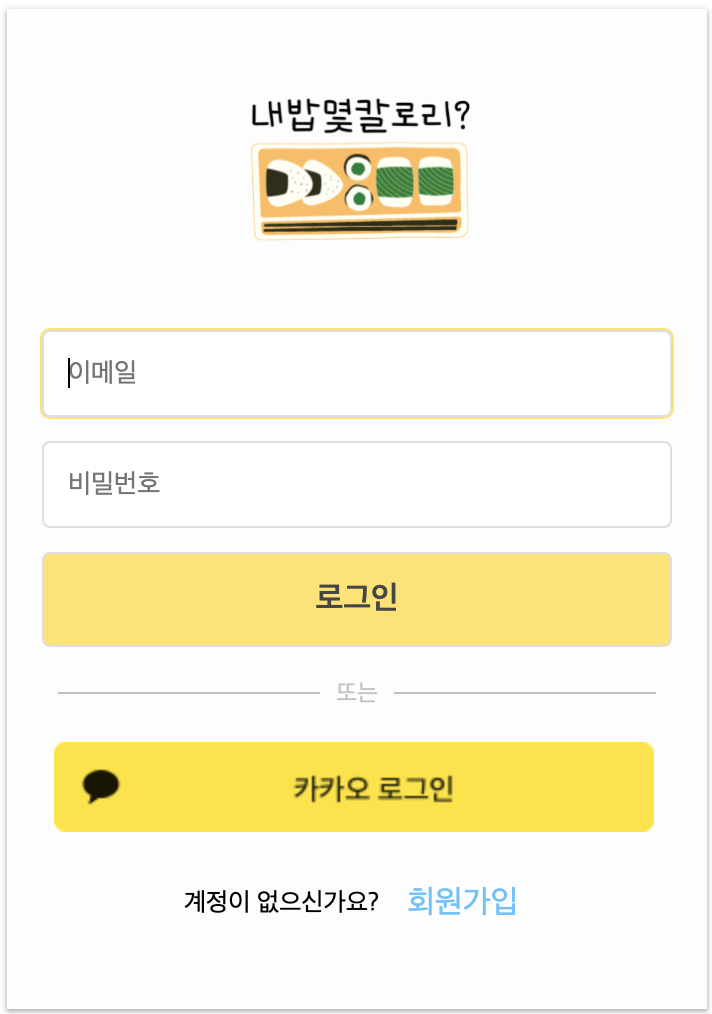 내밥몇칼로리?
이메일
비밀번호
로그인
또는
카카오 로그인
계정이 없으신가요? 회원가입